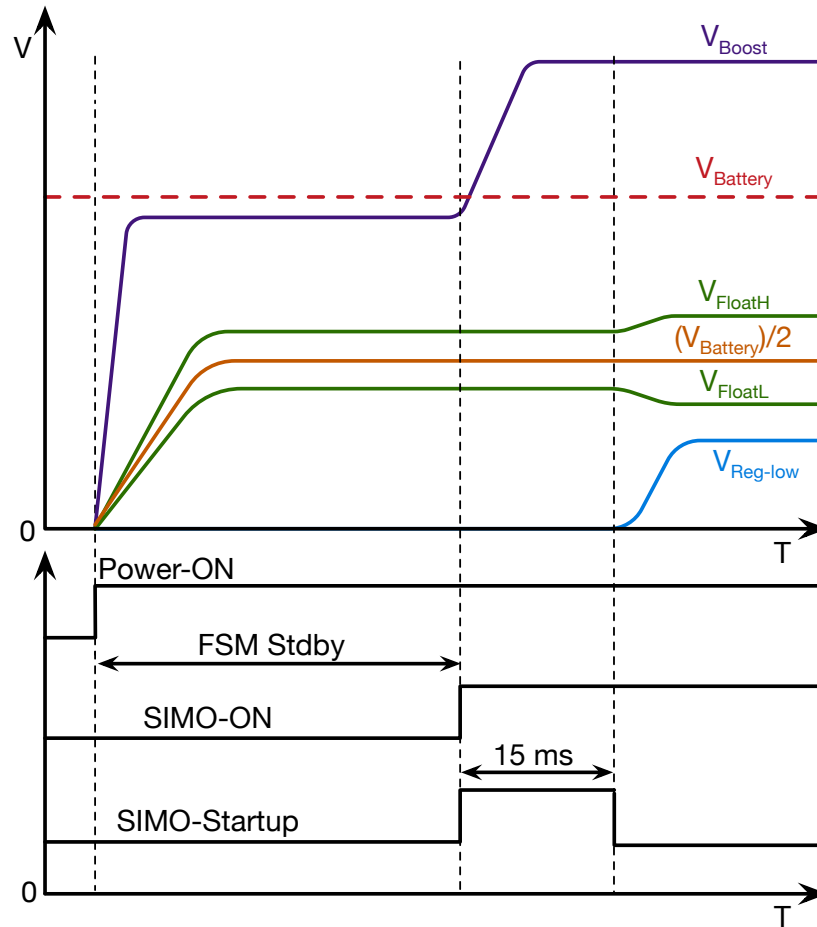 V
V_Boost
V_Battery
V_FloatH
(V_Battery)/2
V_FloatL
V_Reg-low
0
T
Power-ON
FSM Stdby
SIMO-ON
15 ms
SIMO-Startup
0
T